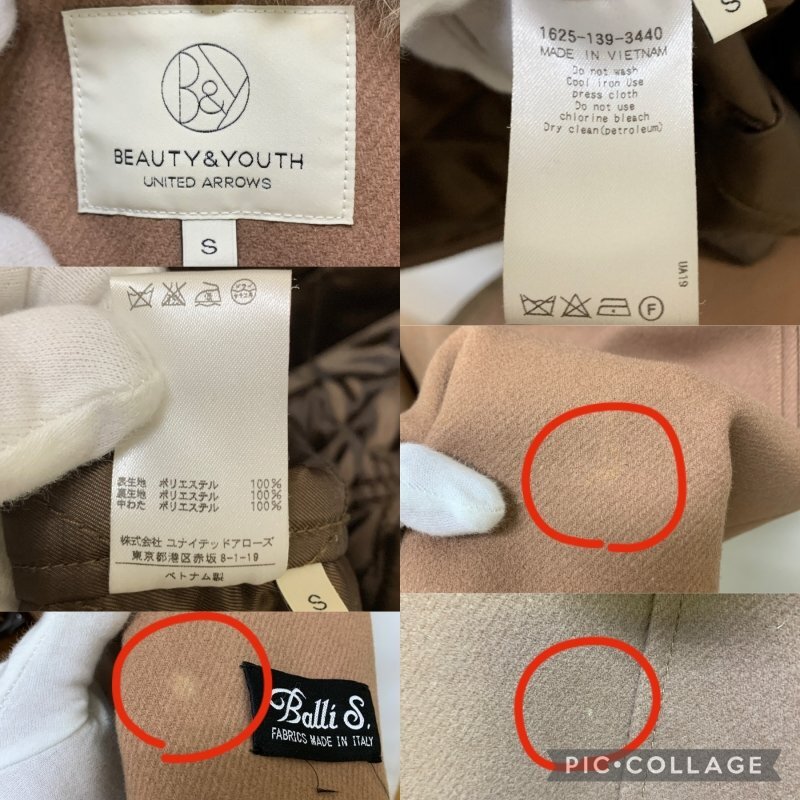 B&Y
BEAUTY&YOUTH
UNITED ARROWS
S
S
1625-139-3440
MADE IN VIETNAM
Do not wash
Cool iron Use
press cloth
Do not use
chlorine bleach
Dry clean(petroleum)
UA19
F
表生地 ポリエステル 100%
裏生地 ポリエステル 100%
中わた ポリエステル 100%
株式会社 ユナイテッドアローズ
東京都港区赤坂 8-1-19
ベトナム製
S
Balli S.
FABRICS MADE IN ITALY
PIC•COLLAGE